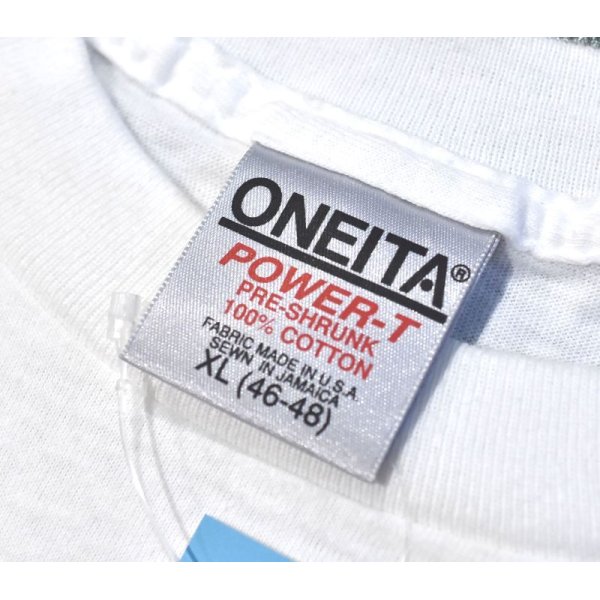 ONEITA®
POWER-T
PRE-SHRUNK
100% COTTON
FABRIC MADE IN U.S.A.
SEWN IN JAMAICA
XL (46-48)